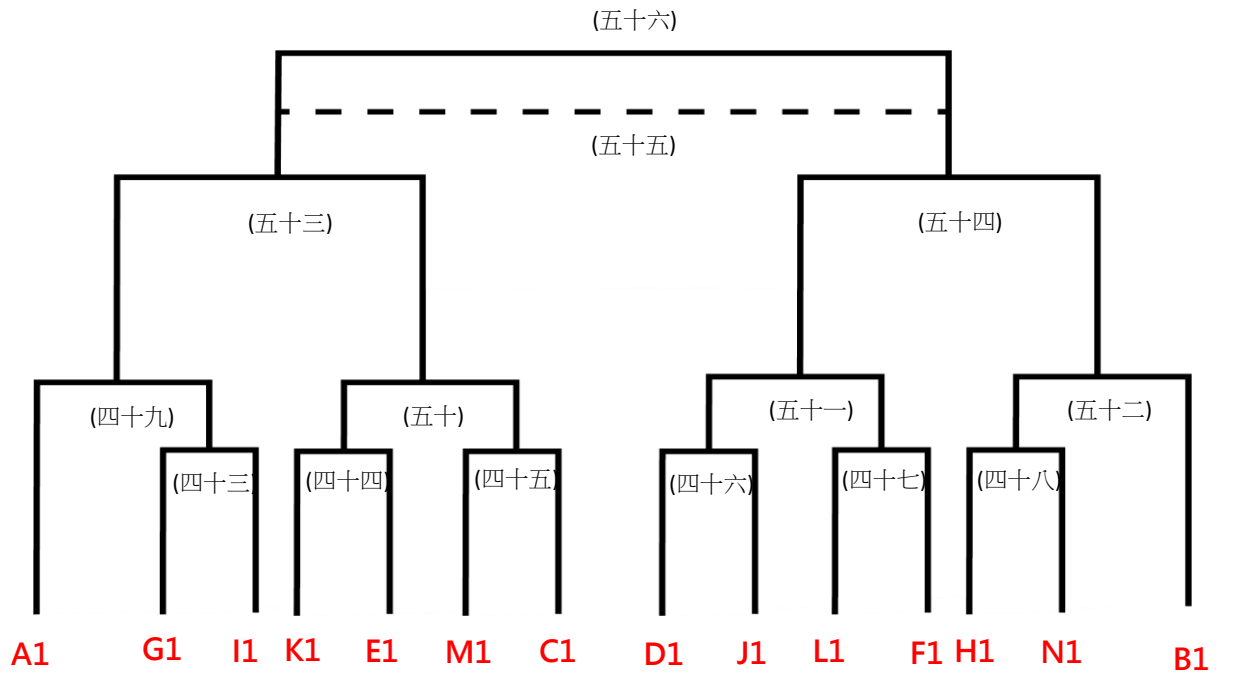 (五十六)
(五十五)
(五十三) (五十四)
(四十九) (五十) (五十一) (五十二)
(四十三) (四十四) (四十五) (四十六) (四十七) (四十八)
A1 G1 I1 K1 E1 M1 C1 D1 J1 L1 F1 H1 N1 B1